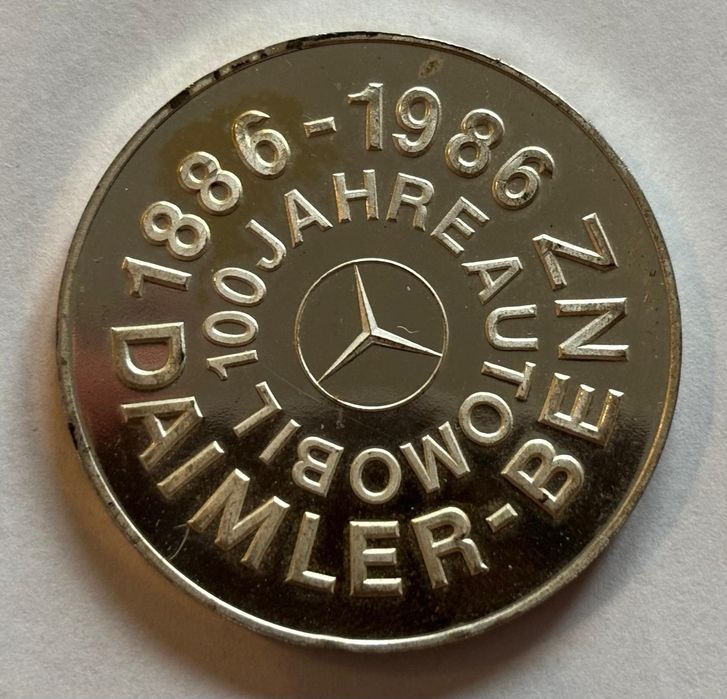 1886-1986
DAIMLER-BENZ
100 JAHRE AUTOMOBIL